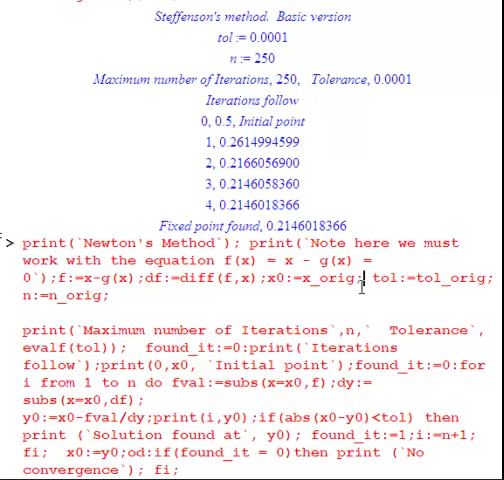 Steffenson's method.  Basic version
tol := 0.0001
n := 250
Maximum number of Iterations, 250,   Tolerance, 0.0001
Iterations follow
0, 0.5, Initial point
1, 0.2614994599
2, 0.2166056900
3, 0.2146058360
4, 0.2146018366
Fixed point found, 0.2146018366
> print(`Newton's Method`); print(`Note here we must
work with the equation f(x) = x - g(x) =
0`);f:=x-g(x);df:=diff(f,x);x0:=x_orig; tol:=tol_orig;
n:=n_orig;
print(`Maximum number of Iterations`,n,`  Tolerance`,
evalf(tol));  found_it:=0:print(`Iterations
follow`);print(0,x0, `Initial point`);found_it:=0:for
i from 1 to n do fval:=subs(x=x0,f);dy:=
subs(x=x0,df);
y0:=x0-fval/dy;print(i,y0);if(abs(x0-y0)<tol) then
print (`Solution found at`, y0); found_it:=1;i:=n+1;
fi;  x0:=y0;od:if(found_it = 0)then print (`No
convergence`); fi;